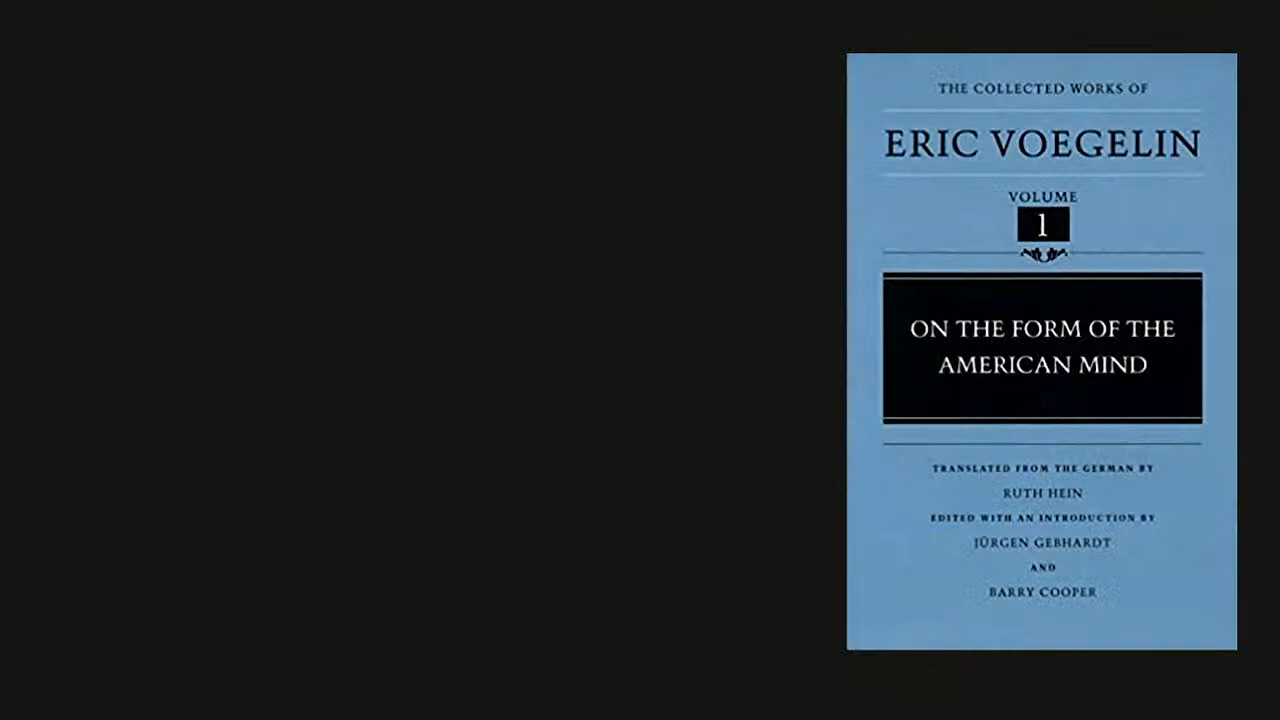 THE COLLECTED WORKS OF
ERIC VOEGELIN
VOLUME
1
ON THE FORM OF THE
AMERICAN MIND
TRANSLATED FROM THE GERMAN BY
RUTH HEIN
EDITED WITH AN INTRODUCTION BY
JÜRGEN GEBHARDT
AND
BARRY COOPER